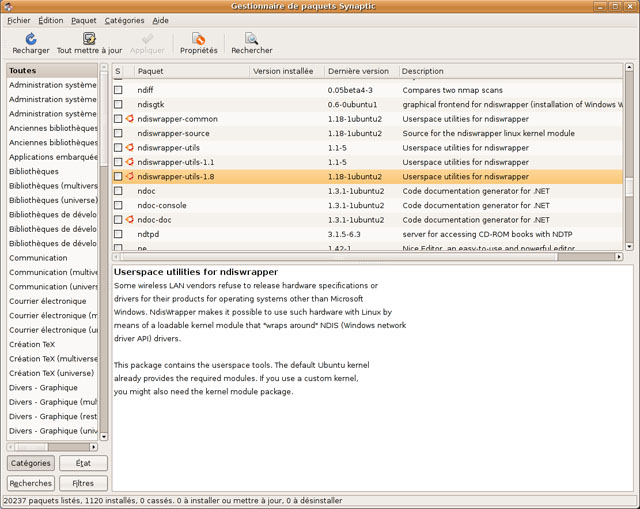 Gestionnaire de paquets Synaptic
Fichier Édition Paquet Catégories Aide
Recharger Tout mettre à jour Appliquer Propriétés Rechercher
Toutes
Administration système
Administration système
Administration système
Anciennes bibliothèques
Anciennes bibliothèques
Applications embarquée
Bibliothèques
Bibliothèques (multivers
Bibliothèques (universe)
Bibliothèques de dévelo
Bibliothèques de dévelo
Bibliothèques de dévelo
Communication
Communication (multive
Communication (univers
Courrier électronique
Courrier électronique (m
Courrier électronique (u
Création TeX
Création TeX (multiverse
Création TeX (universe)
Divers - Graphique
Divers - Graphique (mul
Divers - Graphique (rest
Divers - Graphique (univ
Catégories État
Recherches Filtres
S Paquet Version installée Dernière version Description
ndiff 0.05beta4-3 Compares two nmap scans
ndisgtk 0.6-0ubuntu1 graphical frontend for ndiswrapper (installation of Windows W
ndiswrapper-common 1.18-1ubuntu2 Userspace utilities for ndiswrapper
ndiswrapper-source 1.18-1ubuntu2 Source for the ndiswrapper linux kernel module
ndiswrapper-utils 1.1-5 Userspace utilities for ndiswrapper
ndiswrapper-utils-1.1 1.1-5 Userspace utilities for ndiswrapper
ndiswrapper-utils-1.8 1.18-1ubuntu2 Userspace utilities for ndiswrapper
ndoc 1.3.1-1ubuntu2 Code documentation generator for .NET
ndoc-console 1.3.1-1ubuntu2 Code documentation generator for .NET
ndoc-doc 1.3.1-1ubuntu2 Code documentation generator for .NET
ndtpd 3.1.5-6.3 server for accessing CD-ROM books with NDTP
ne 1.42-1 Nice Editor, an easy-to-use and powerful editor
Userspace utilities for ndiswrapper
Some wireless LAN vendors refuse to release hardware specifications or
drivers for their products for operating systems other than Microsoft
Windows. NdisWrapper makes it possible to use such hardware with Linux by
means of a loadable kernel module that "wraps around" NDIS (Windows network
driver API) drivers.
This package contains the userspace tools. The default Ubuntu kernel
already provides the required modules. If you use a custom kernel,
you might also need the kernel module package.
20237 paquets listés, 1120 installés, 0 cassés. 0 à installer ou mettre à jour, 0 à désinstaller